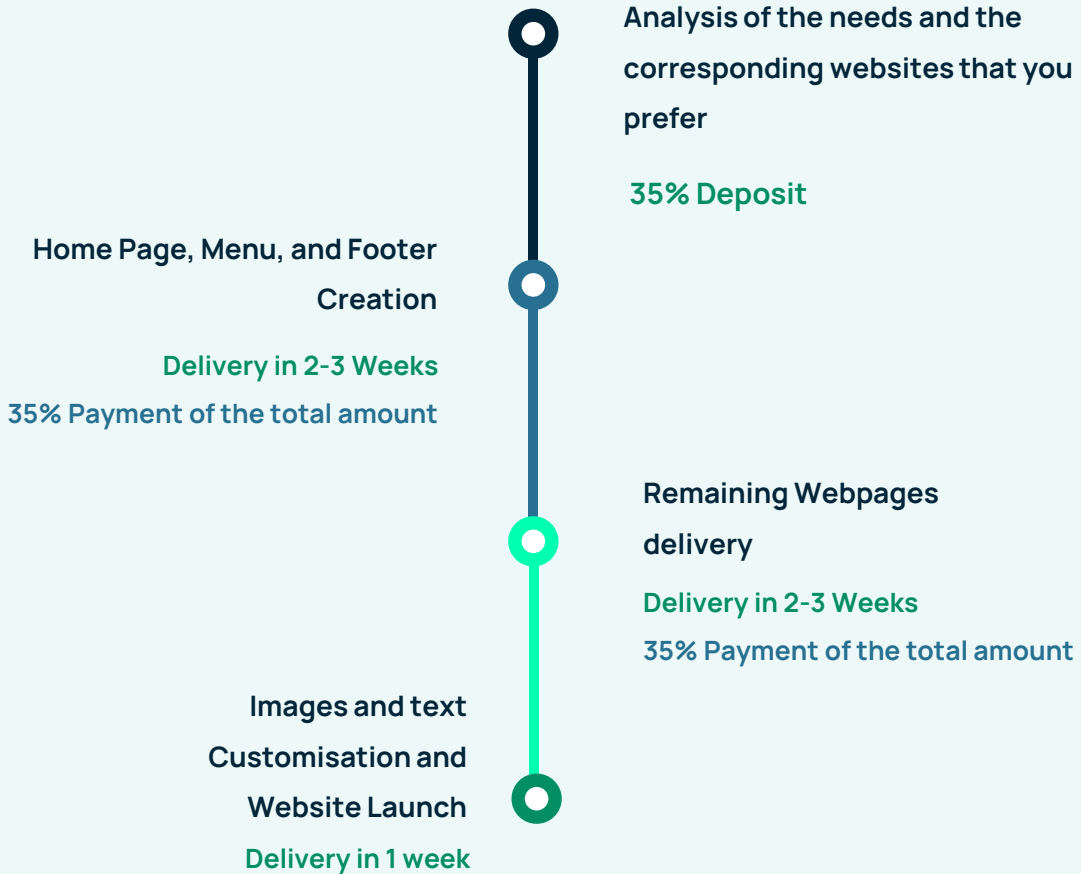 Analysis of the needs and the
corresponding websites that you
prefer
35% Deposit
Home Page, Menu, and Footer
Creation
Delivery in 2-3 Weeks
35% Payment of the total amount
Remaining Webpages
delivery
Delivery in 2-3 Weeks
35% Payment of the total amount
Images and text
Customisation and
Website Launch
Delivery in 1 week